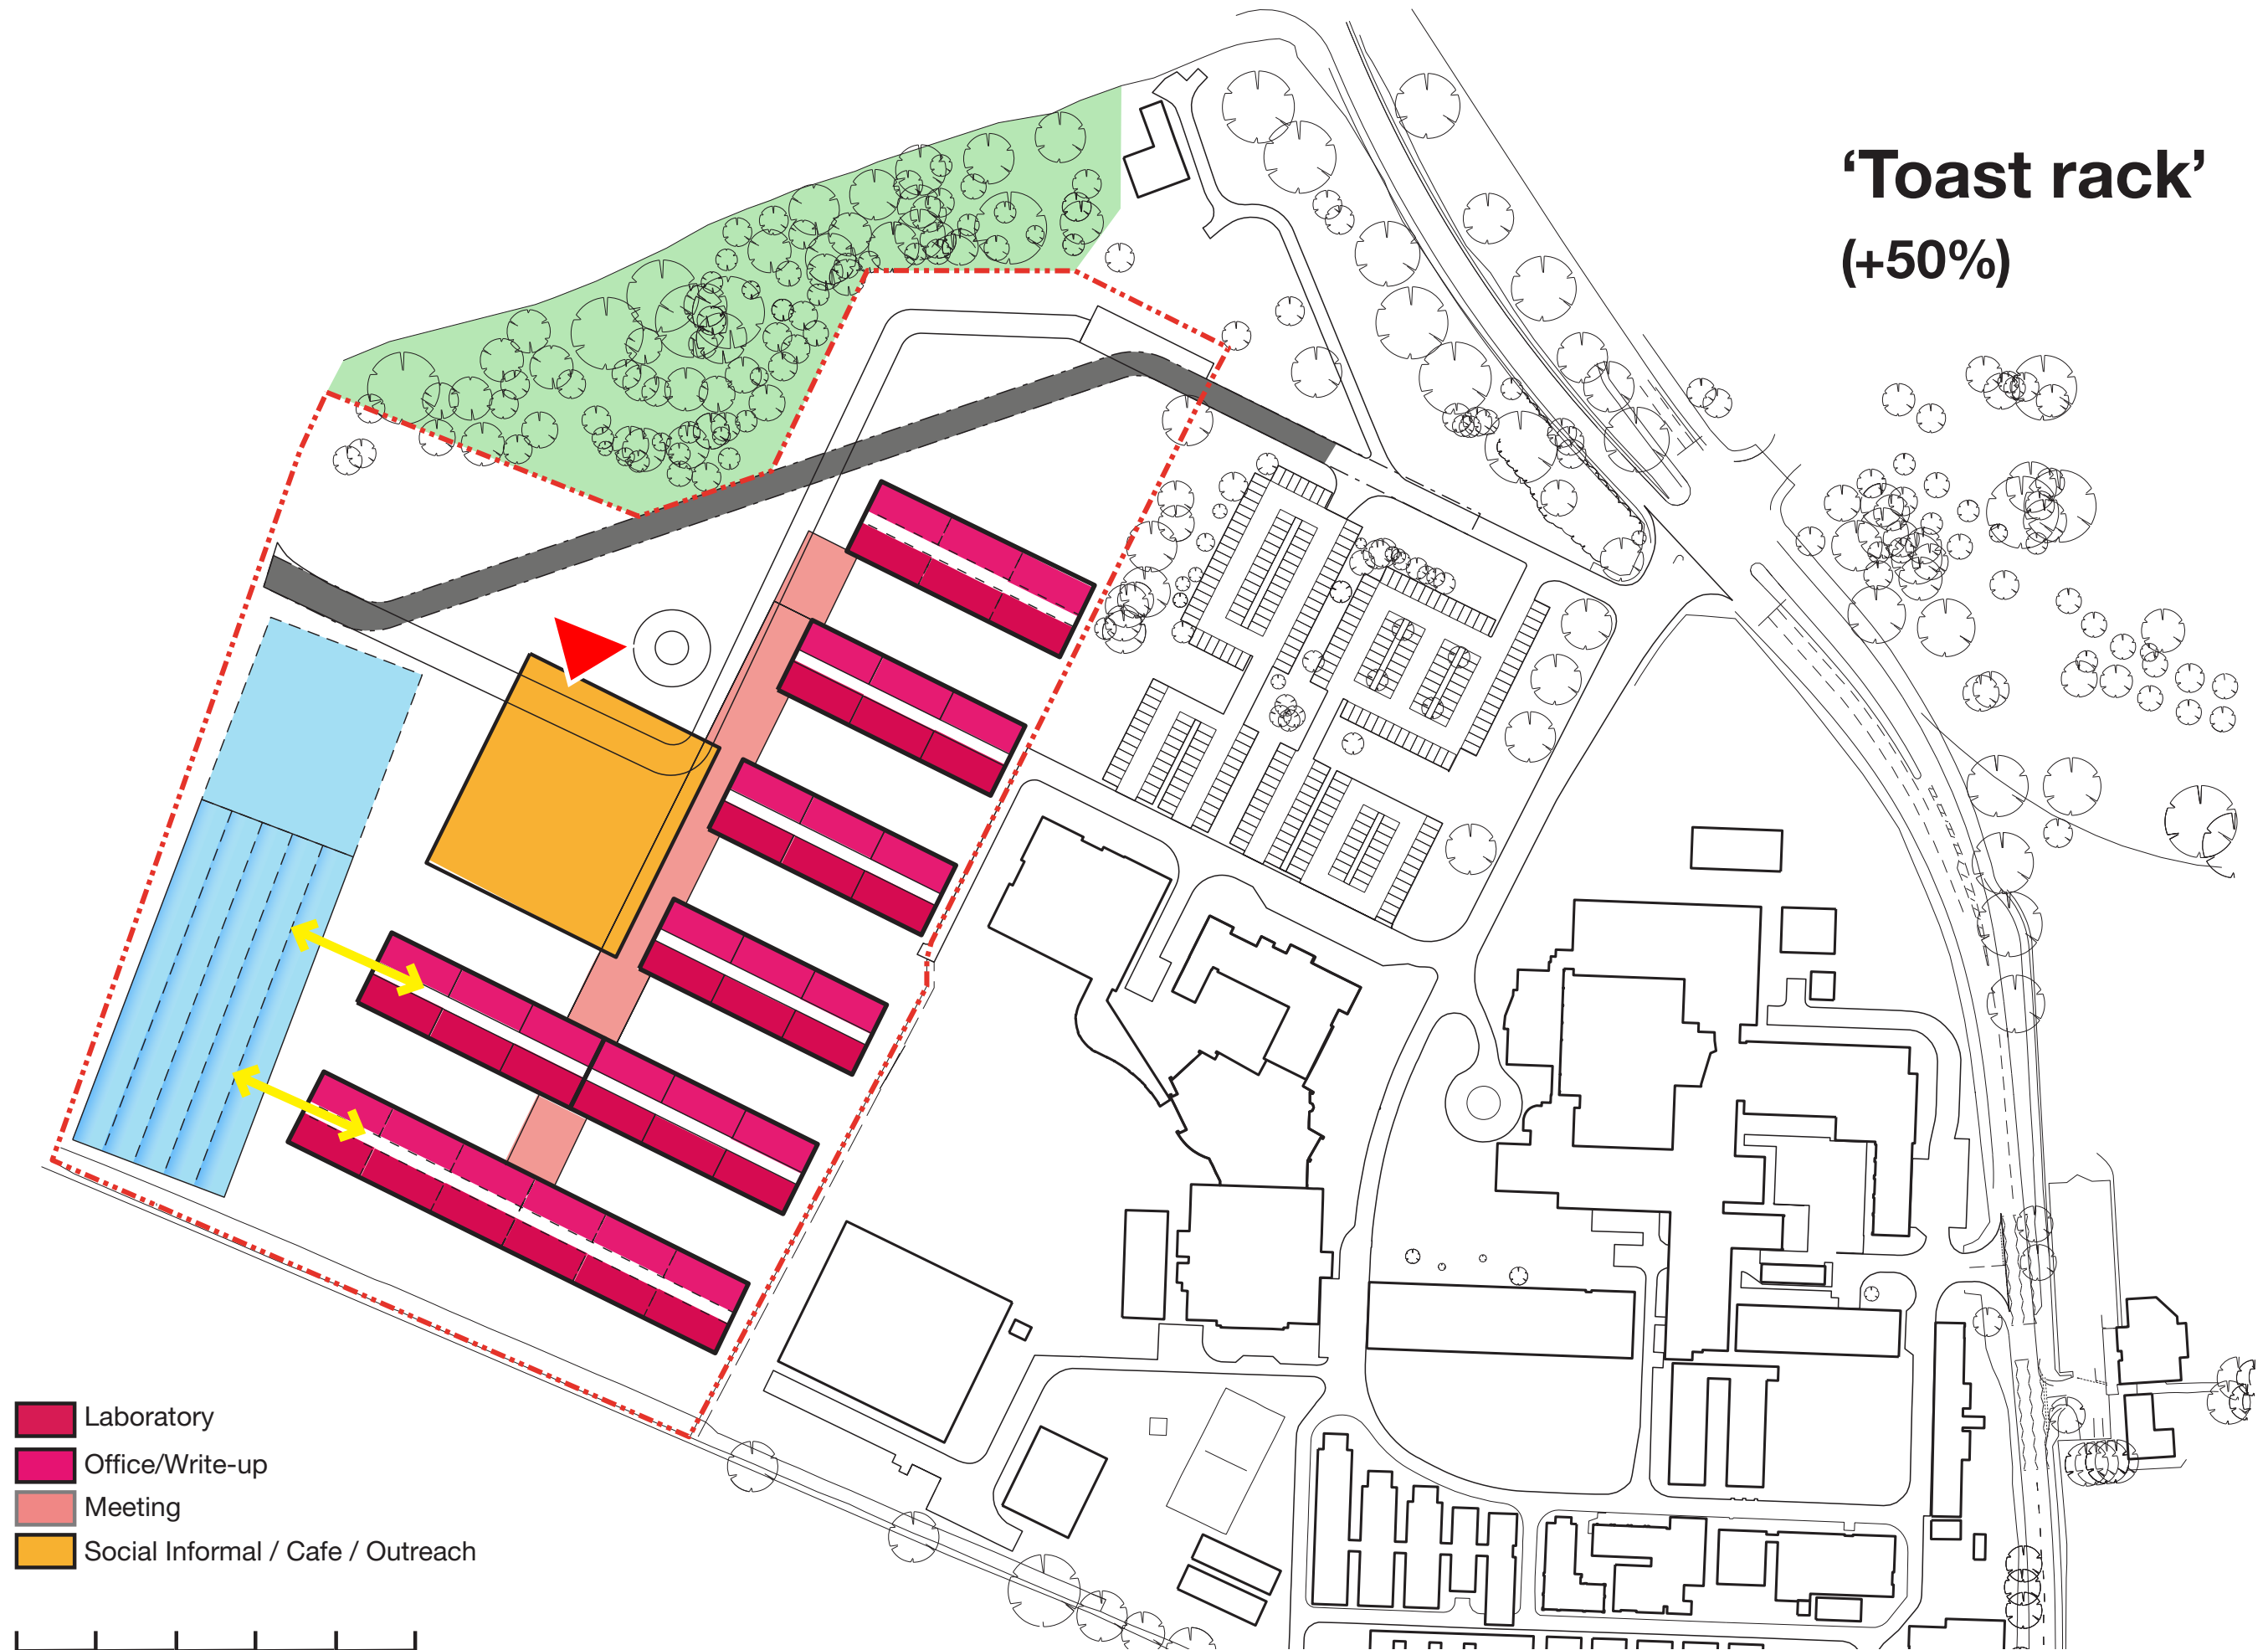 ‘Toast rack’
(+50%)
Laboratory
Office/Write-up
Meeting
Social Informal / Cafe / Outreach